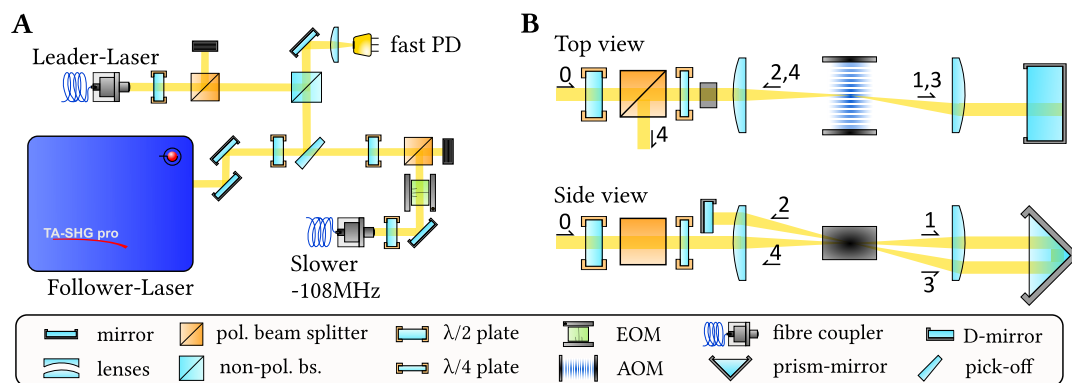 A
Leader-Laser
fast PD
TA-SHG pro
Follower-Laser
Slower
-108MHz
B
Top view
0
2,4
1,3
4
Side view
0
2
4
1
3
mirror
pol. beam splitter
λ/2 plate
EOM
fibre coupler
D-mirror
lenses
non-pol. bs.
λ/4 plate
AOM
prism-mirror
pick-off